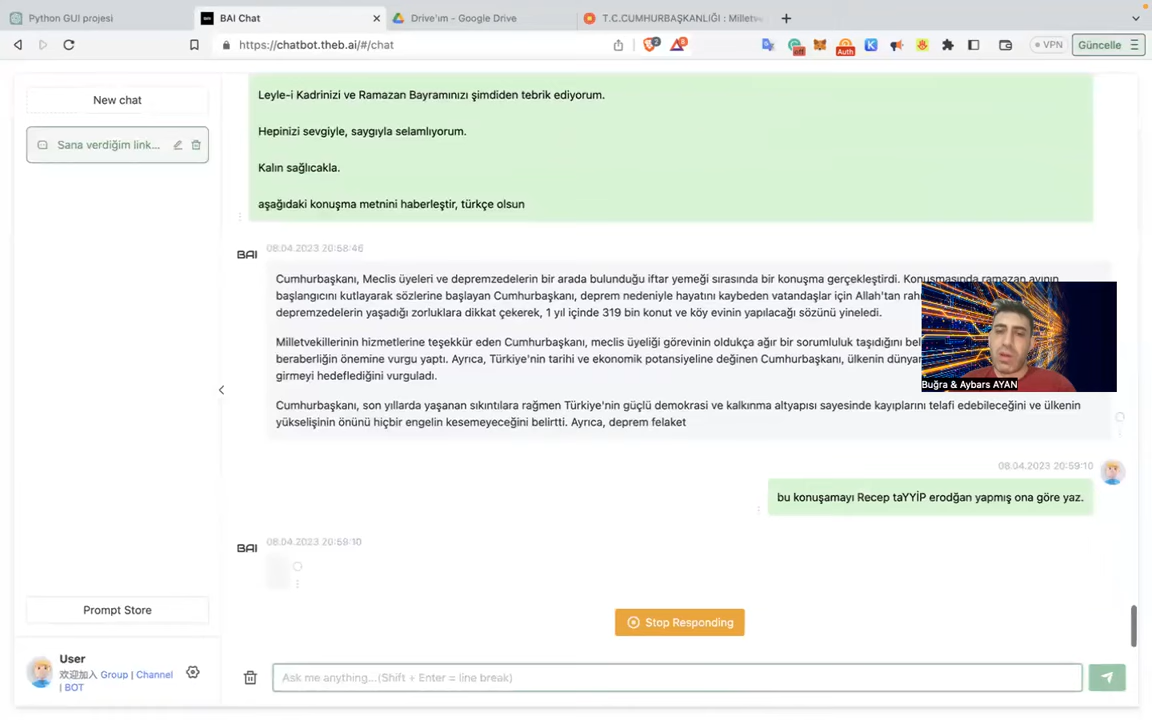 Python GUI projesi
BAI Chat
Drive'ım - Google Drive
T.C.CUMHURBAŞKANLIĞI : Milletve
https://chatbot.theb.ai/#/chat
2
8
off
Auth
VPN
Güncelle
New chat
Sana verdiğim link...
Leyle-i Kadrinizi ve Ramazan Bayramınızı şimdiden tebrik ediyorum.
Hepinizi sevgiyle, saygıyla selamlıyorum.
Kalın sağlıcakla.
aşağıdaki konuşma metnini haberleştir, türkçe olsun
BAI
08.04.2023 20:58:46
Cumhurbaşkanı, Meclis üyeleri ve depremzedelerin bir arada bulunduğu iftar yemeği sırasında bir konuşma gerçekleştirdi. Konuşmasında ramazan ayının
başlangıcını kutlayarak sözlerine başlayan Cumhurbaşkanı, deprem nedeniyle hayatını kaybeden vatandaşlar için Allah'tan
depremzedelerin yaşadığı zorluklara dikkat çekerek, 1 yıl içinde 319 bin konut ve köy evinin yapılacağı sözünü yineledi.
Milletvekillerinin hizmetlerine teşekkür eden Cumhurbaşkanı, meclis üyeliği görevinin oldukça ağır bir sorumluluk taşıdığını
beraberliğin önemine vurgu yaptı. Ayrıca, Türkiye'nin tarihi ve ekonomik potansiyeline değinen Cumhurbaşkanı, ülkenin
girmeyi hedeflediğini vurguladı.
Cumhurbaşkanı, son yıllarda yaşanan sıkıntılara rağmen Türkiye'nin güçlü demokrasi ve kalkınma altyapısı sayesinde kayıplarını telafi edebileceğini ve ülkenin
yükselişinin önünü hiçbir engelin kesemeyeceğini belirtti. Ayrıca, deprem felaket
Buğra & Aybars AYAN
08.04.2023 20:59:10
bu konuşamayı Recep taYYİP erodğan yapmış ona göre yaz.
BAI
08.04.2023 20:59:10
Stop Responding
Prompt Store
User
欢迎加入 Group | Channel
| BOT
Ask me anything...(Shift + Enter = line break)